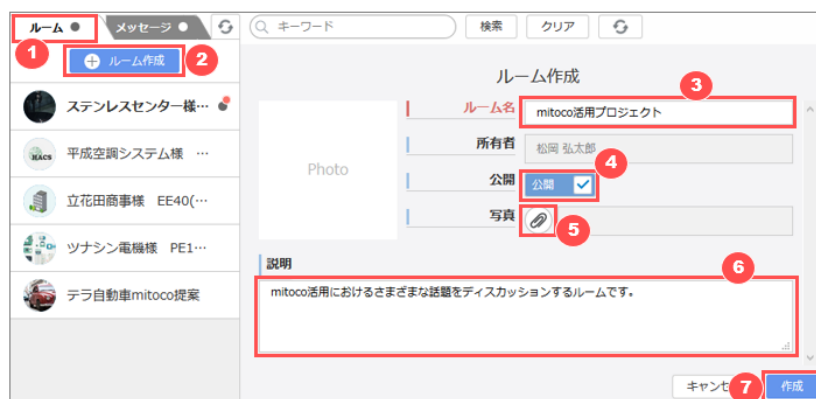 ルーム
メッセージ
キーワード
検索
クリア
1
ルーム作成
2
ルーム作成
3
ステンレスセンター様…
ルーム名
mitoco活用プロジェクト
HACS
平成空調システム様 …
所有者
松岡 弘太郎
4
Photo
公開
公開
立花田商事様 EE40(…
写真
5
ツナシン電機様 PE1…
説明
6
テラ自動車mitoco提案
mitoco活用におけるさまざまな話題をディスカッションするルームです。
キャンセ
7
作成